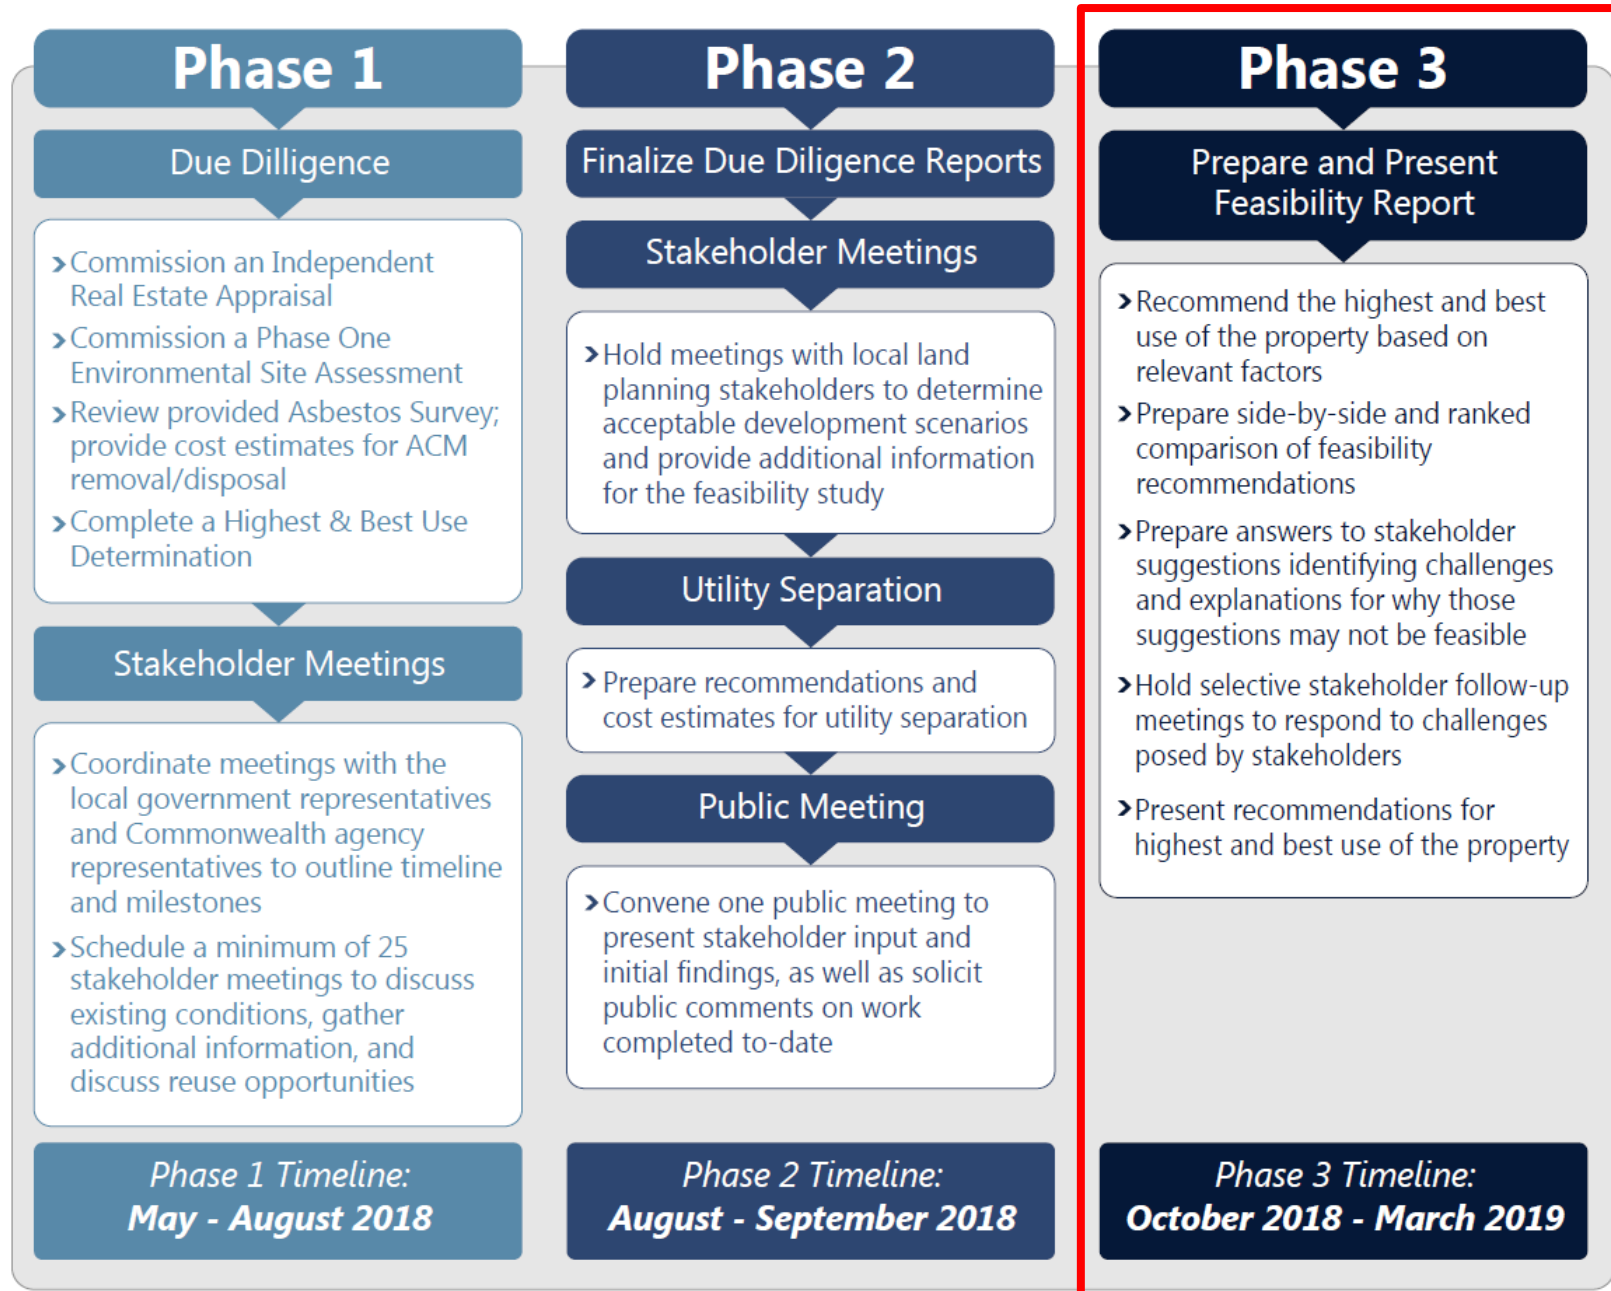 Phase 1
Due Dilligence
Commission an Independent
Real Estate Appraisal
Commission a Phase One
Environmental Site Assessment
Review provided Asbestos Survey;
provide cost estimates for ACM
removal/disposal
Complete a Highest & Best Use
Determination
Stakeholder Meetings
Coordinate meetings with the
local government representatives
and Commonwealth agency
representatives to outline timeline
and milestones
Schedule a minimum of 25
stakeholder meetings to discuss
existing conditions, gather
additional information, and
discuss reuse opportunities
Phase 1 Timeline:
May - August 2018
Phase 2
Finalize Due Diligence Reports
Stakeholder Meetings
Hold meetings with local land
planning stakeholders to determine
acceptable development scenarios
and provide additional information
for the feasibility study
Utility Separation
Prepare recommendations and
cost estimates for utility separation
Public Meeting
Convene one public meeting to
present stakeholder input and
initial findings, as well as solicit
public comments on work
completed to-date
Phase 2 Timeline:
August - September 2018
Phase 3
Prepare and Present
Feasibility Report
Recommend the highest and best
use of the property based on
relevant factors
Prepare side-by-side and ranked
comparison of feasibility
recommendations
Prepare answers to stakeholder
suggestions identifying challenges
and explanations for why those
suggestions may not be feasible
Hold selective stakeholder follow-up
meetings to respond to challenges
posed by stakeholders
Present recommendations for
highest and best use of the property
Phase 3 Timeline:
October 2018 - March 2019